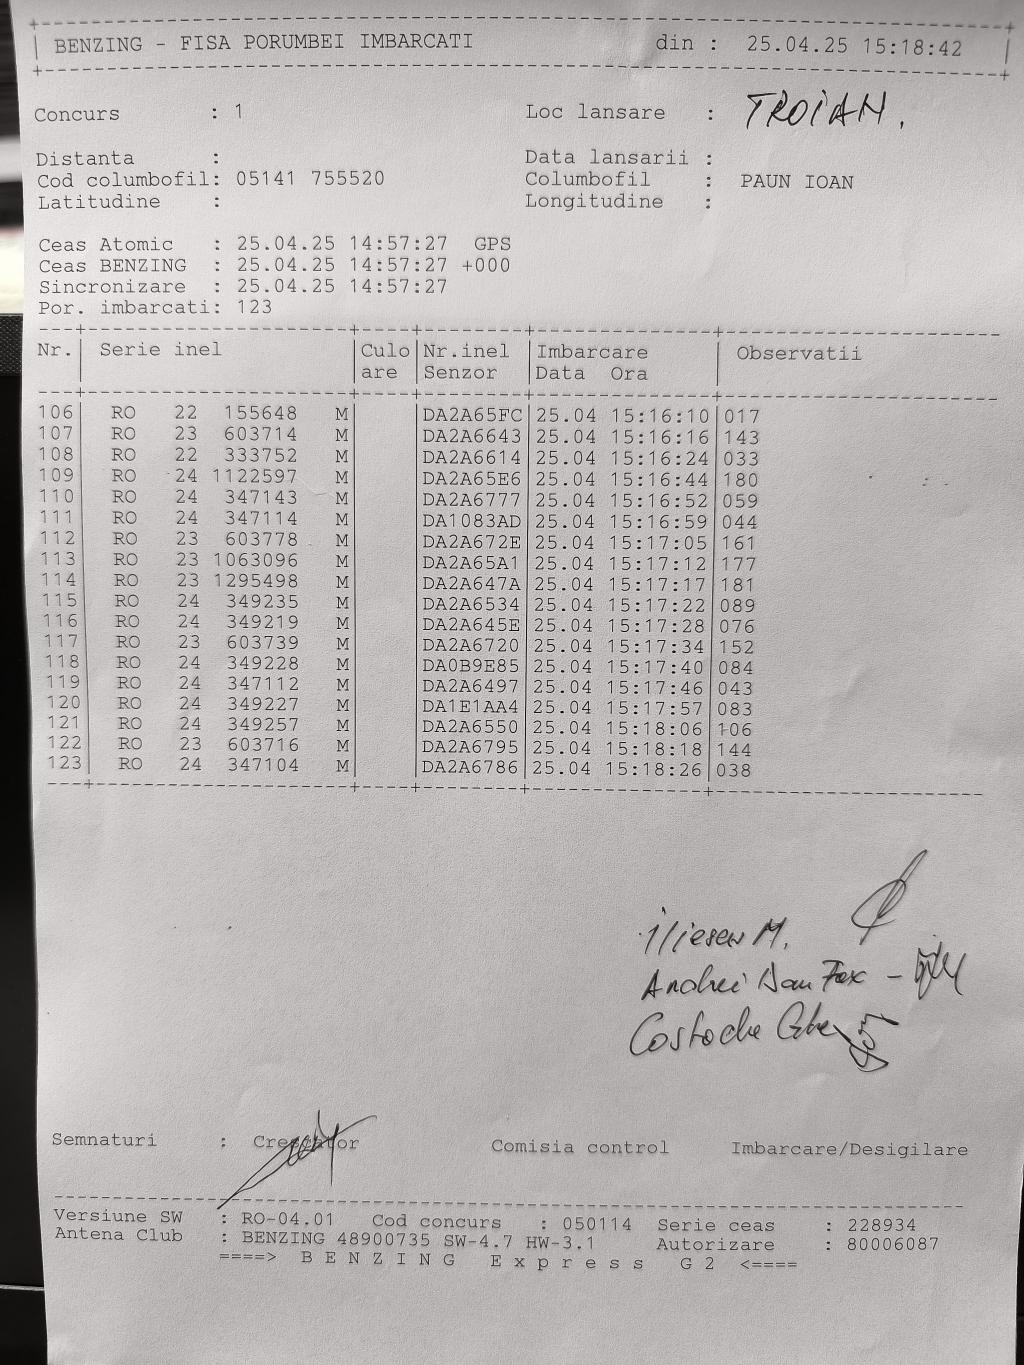 BENZING - FISA PORUMBEI IMBARCATI din : 25.04.25 15:18:42
Concurs : 1 Loc lansare : TROIAN.
Distanta : Data lansarii :
Cod columbofil: 05141 755520 Columbofil : PAUN IOAN
Latitudine : Longitudine :
Ceas Atomic : 25.04.25 14:57:27 GPS
Ceas BENZING : 25.04.25 14:57:27 +000
Sincronizare : 25.04.25 14:57:27
Por. imbarcati: 123
Nr. Serie inel Culo Nr.inel Imbarcare Observatii
are Senzor Data Ora
106 RO 22 155648 M DA2A65FC 25.04 15:16:10 017
107 RO 23 603714 M DA2A6643 25.04 15:16:16 143
108 RO 22 333752 M DA2A6614 25.04 15:16:24 033
109 RO 24 1122597 M DA2A65E6 25.04 15:16:44 180
110 RO 24 347143 M DA2A6777 25.04 15:16:52 059
111 RO 24 347114 M DA1083AD 25.04 15:16:59 044
112 RO 23 603778 M DA2A672E 25.04 15:17:05 161
113 RO 23 1063096 M DA2A65A1 25.04 15:17:12 177
114 RO 23 1295498 M DA2A647A 25.04 15:17:17 181
115 RO 24 349235 M DA2A6534 25.04 15:17:22 089
116 RO 24 349219 M DA2A645E 25.04 15:17:28 076
117 RO 23 603739 M DA2A6720 25.04 15:17:34 152
118 RO 24 349228 M DA0B9E85 25.04 15:17:40 084
119 RO 24 347112 M DA2A6497 25.04 15:17:46 043
120 RO 24 349227 M DA1E1AA4 25.04 15:17:57 083
121 RO 24 349257 M DA2A6550 25.04 15:18:06 106
122 RO 23 603716 M DA2A6795 25.04 15:18:18 144
123 RO 24 347104 M DA2A6786 25.04 15:18:26 038
M.
Andrei Dan -
Costache
Semnaturi : Crescator Comisia control Imbarcare/Desigilare
Versiune SW : RO-04.01 Cod concurs : 050114 Serie ceas : 228934
Antena Club : BENZING 48900735 SW-4.7 HW-3.1 Autorizare : 80006087
====> B E N Z I N G E x p r e s s G 2 <====